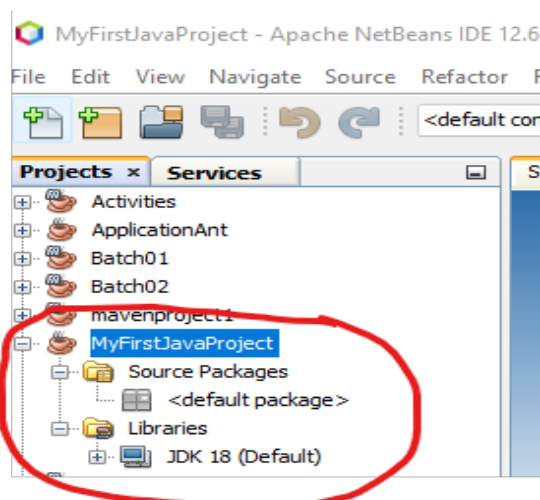 MyFirstJavaProject - Apache NetBeans IDE 12.6
File Edit View Navigate Source Refactor
<default con
Projects × Services
S
Activities
ApplicationAnt
Batch01
Batch02
mavenproject1
MyFirstJavaProject
Source Packages
<default package>
Libraries
JDK 18 (Default)